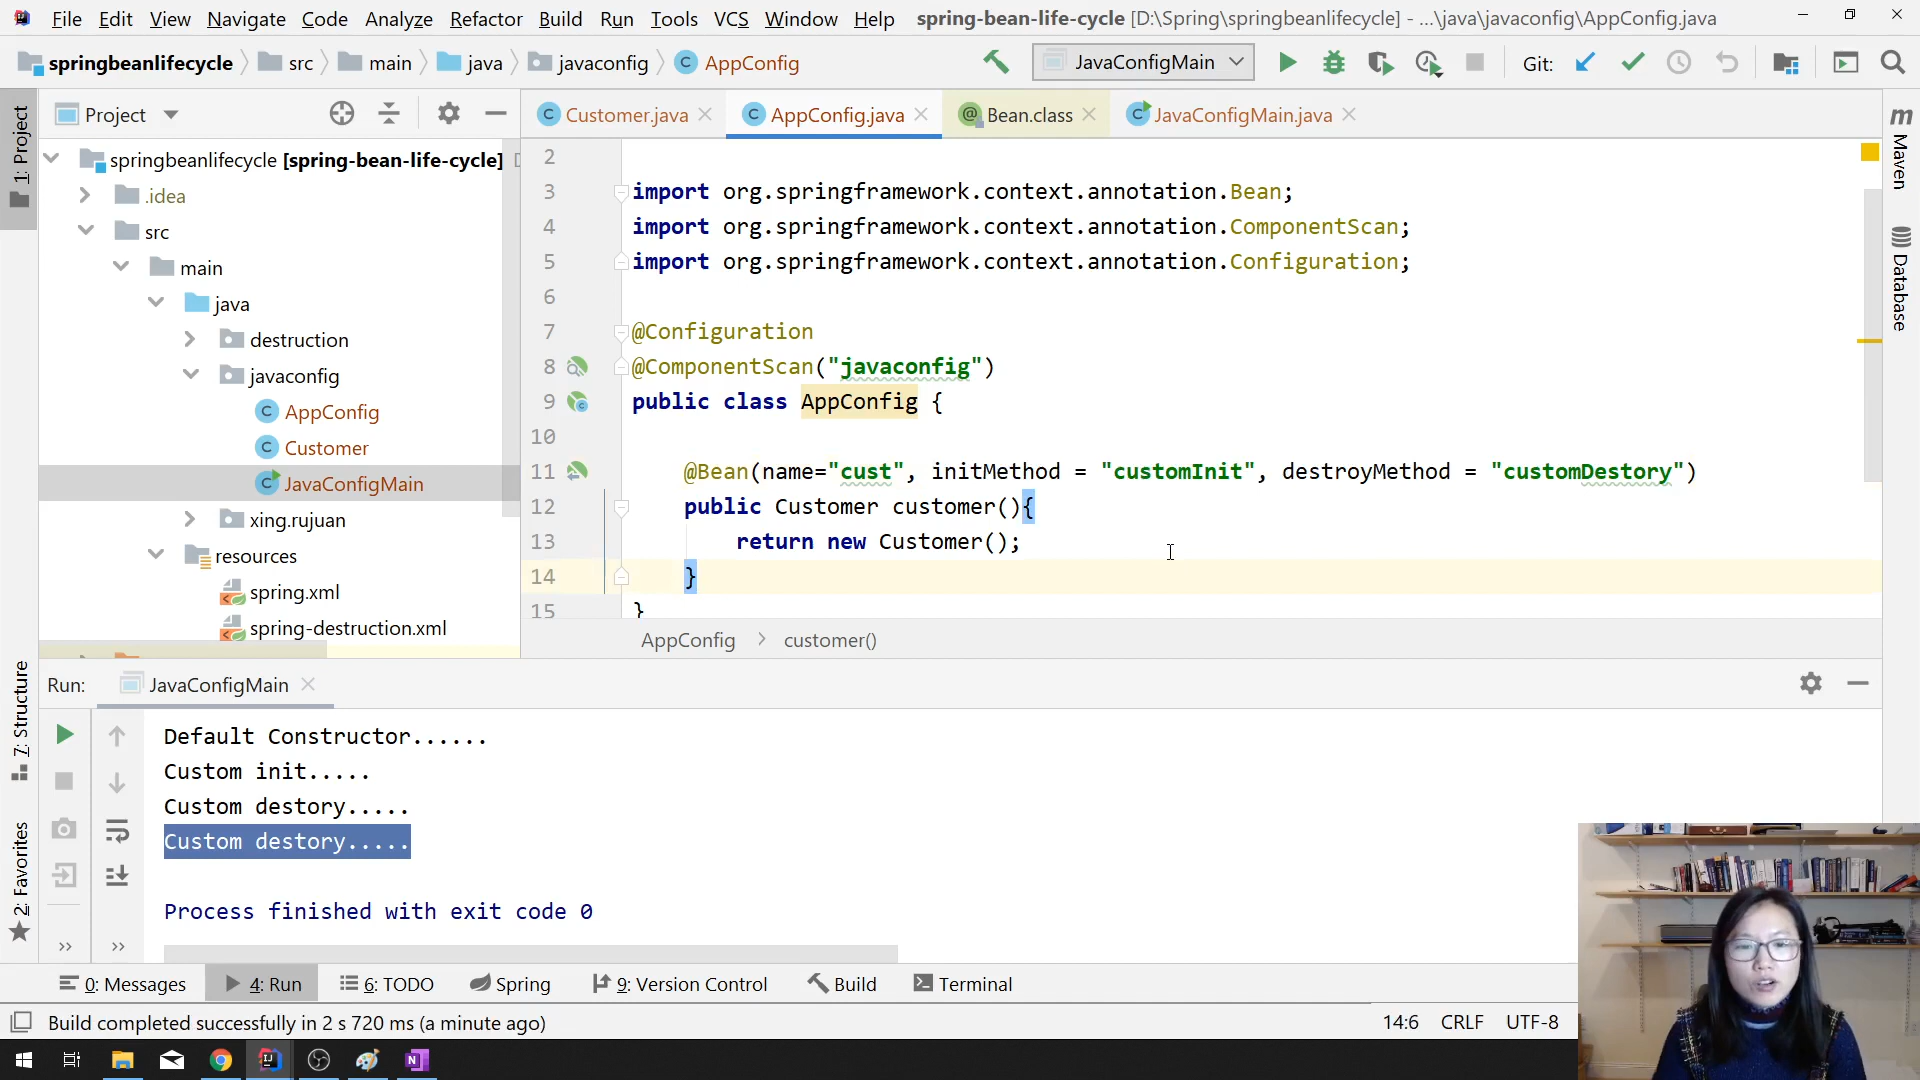 File Edit View Navigate Code Analyze Refactor Build Run Tools VCS Window Help spring-bean-life-cycle [D:\Spring\springbeanlifecycle] - ...\java\javaconfig\AppConfig.java
springbeanlifecycle src main java javaconfig AppConfig JavaConfigMain Git:
1: Project
Project
Customer.java AppConfig.java Bean.class JavaConfigMain.java
Maven
Database
springbeanlifecycle [spring-bean-life-cycle]
.idea
src
main
java
destruction
javaconfig
AppConfig
Customer
JavaConfigMain
xing.rujuan
resources
spring.xml
spring-destruction.xml
2
3 import org.springframework.context.annotation.Bean;
4 import org.springframework.context.annotation.ComponentScan;
5 import org.springframework.context.annotation.Configuration;
6
7 @Configuration
8 @ComponentScan("javaconfig")
9 public class AppConfig {
10
11 @Bean(name="cust", initMethod = "customInit", destroyMethod = "customDestory")
12 public Customer customer(){
13 return new Customer();
14 }
15 }
AppConfig customer()
7: Structure
2: Favorites
Run: JavaConfigMain
Default Constructor......
Custom init.....
Custom destory.....
Custom destory.....
Process finished with exit code 0
0: Messages 4: Run 6: TODO Spring 9: Version Control Build Terminal
Build completed successfully in 2 s 720 ms (a minute ago) 14:6 CRLF UTF-8